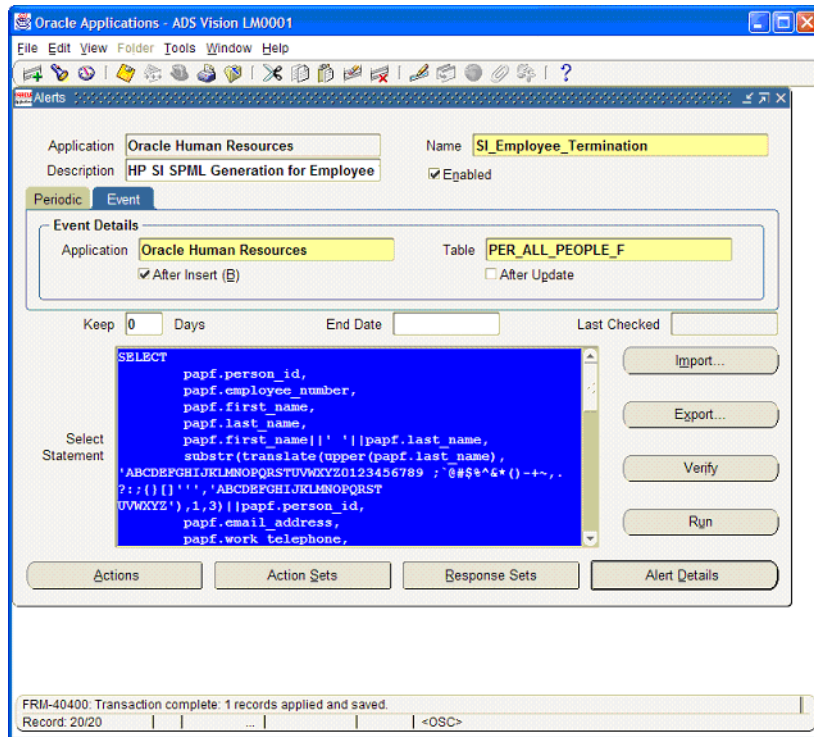 Oracle Applications - ADS Vision LM0001
File Edit View Folder Tools Window Help
Alerts
Application Oracle Human Resources Name SI_Employee_Termination
Description HP SI SPML Generation for Employee Enabled
Periodic Event
Event Details
Application Oracle Human Resources Table PER_ALL_PEOPLE_F
After Insert (B) After Update
Keep 0 Days End Date Last Checked
Select Statement
SELECT
papf.person_id,
papf.employee_number,
papf.first_name,
papf.last_name,
papf.first_name||' '||papf.last_name,
substr(translate(upper(papf.last_name),
'ABCDEFGHIJKLMNOPQRSTUVWXYZ0123456789 ;`@#$%^&*()-+~,.
?:;(){]''','ABCDEFGHIJKLMNOPQRST
UVWXYZ'),1,3)||papf.person_id,
papf.email_address,
papf.work_telephone,
Import...
Export...
Verify
Run
Actions Action Sets Response Sets Alert Details
FRM-40400: Transaction complete: 1 records applied and saved.
Record: 20/20 ... <OSC>